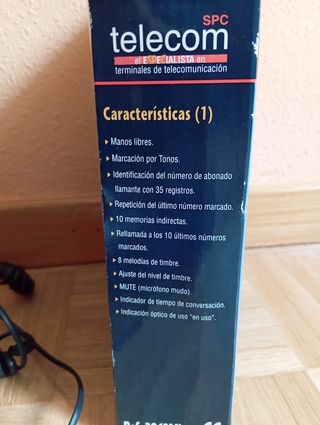 SPC
telecom
el ESPECIALISTA en
terminales de telecomunicación
Características (1)
Manos libres.
Marcación por Tonos.
Identificación del número de abonado
llamante con 35 registros.
Repetición del último número marcado.
10 memorias indirectas.
Rellamada a los 10 últimos números
marcados.
8 melodías de timbre.
Ajuste del nivel de timbre.
MUTE (micrófono mudo).
Indicador de tiempo de conversación.
Indicación óptico de uso "en uso".